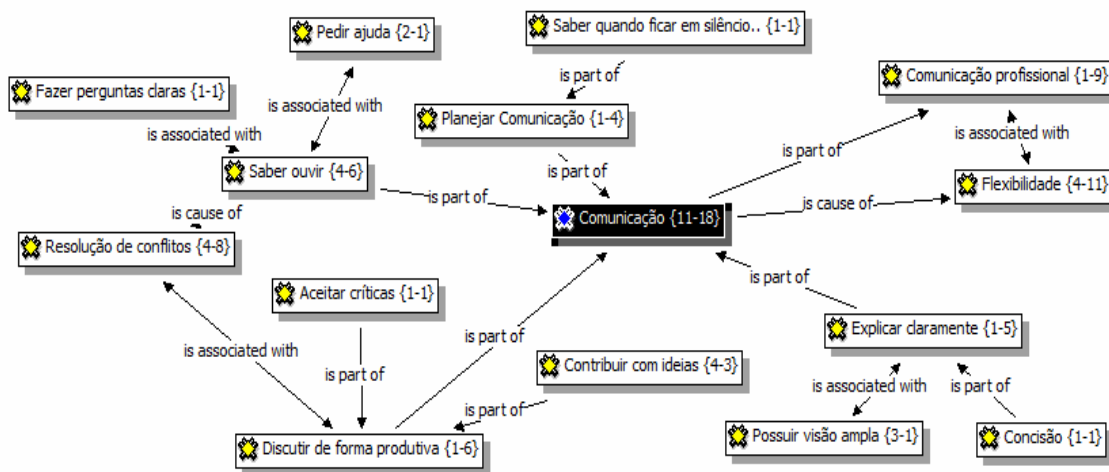 Pedir ajuda {2-1}
Saber quando ficar em silêncio.. {1-1}
Fazer perguntas claras {1-1}
is part of
Comunicação profissional {1-9}
is associated with
Planejar Comunicação {1-4}
is associated with
is associated with
is part of
is part of
Saber ouvir {4-6}
Flexibilidade {4-11}
is part of
is cause of
is cause of
Comunicação {11-18}
Resolução de conflitos {4-8}
is part of
Aceitar críticas {1-1}
Explicar claramente {1-5}
is part of
is associated with
Contribuir com ideias {4-3}
is part of
is associated with
is part of
is part of
Discutir de forma produtiva {1-6}
Possuir visão ampla {3-1}
Concisão {1-1}